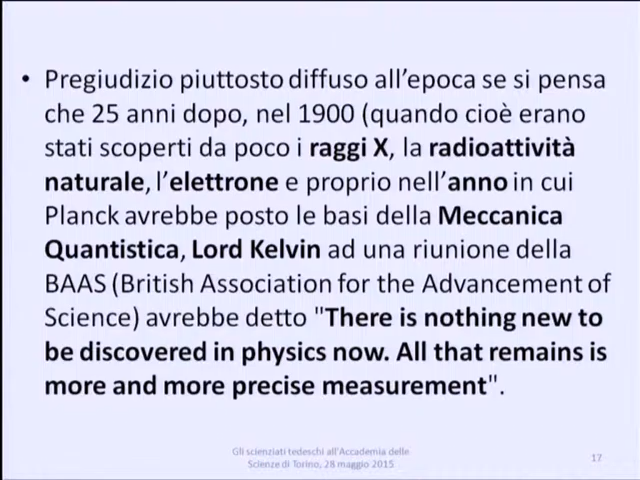 • Pregiudizio piuttosto diffuso all'epoca se si pensa
che 25 anni dopo, nel 1900 (quando cioè erano
stati scoperti da poco i raggi X, la radioattività
naturale, l'elettrone e proprio nell'anno in cui
Planck avrebbe posto le basi della Meccanica
Quantistica, Lord Kelvin ad una riunione della
BAAS (British Association for the Advancement of
Science) avrebbe detto "There is nothing new to
be discovered in physics now. All that remains is
more and more precise measurement".
Gli scienziati tedeschi all'Accademia delle
Scienze di Torino, 28 maggio 2015
17